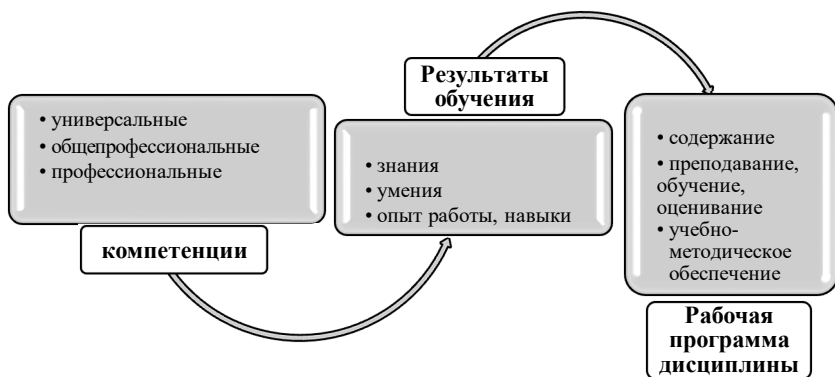 • универсальные
• общепрофессиональные
• профессиональные
компетенции
Результаты
обучения
• знания
• умения
• опыт работы, навыки
• содержание
• преподавание,
обучение,
оценивание
• учебно-
методическое
обеспечение
Рабочая
программа
дисциплины